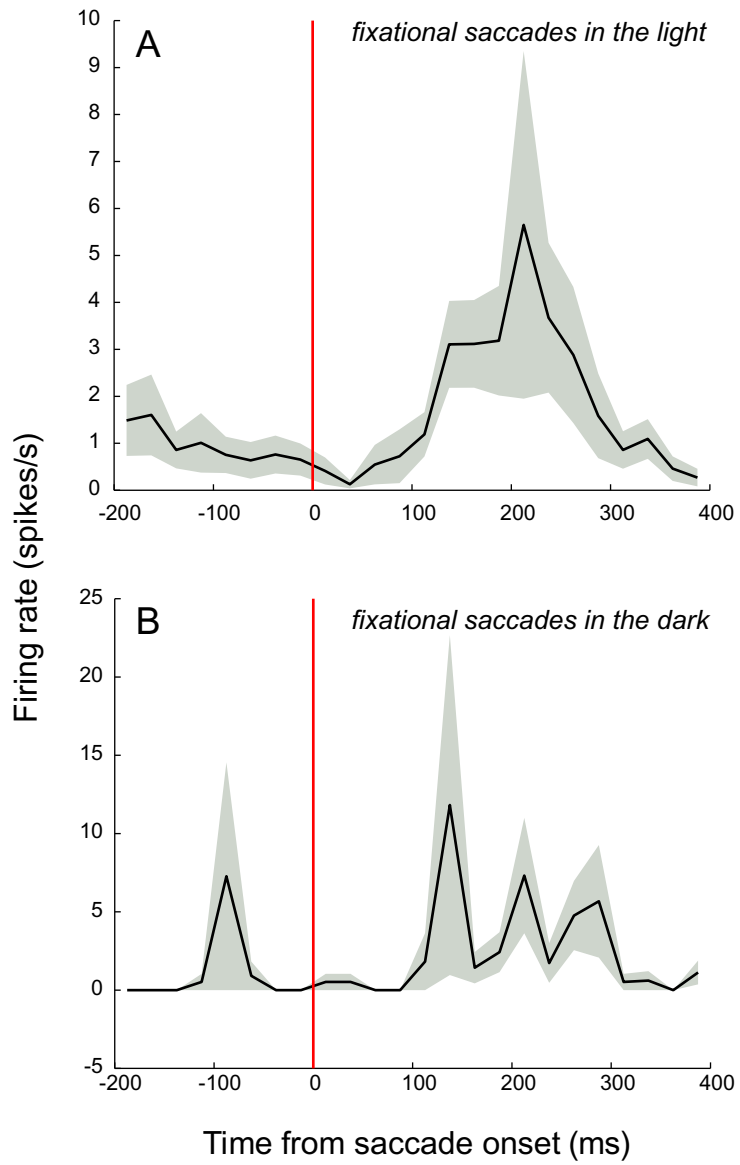 A
fixational saccades in the light
10
9
8
7
6
5
4
3
2
1
0
-200 -100 0 100 200 300 400
Firing rate (spikes/s)
B
fixational saccades in the dark
25
20
15
10
5
0
-5
-200 -100 0 100 200 300 400
Time from saccade onset (ms)